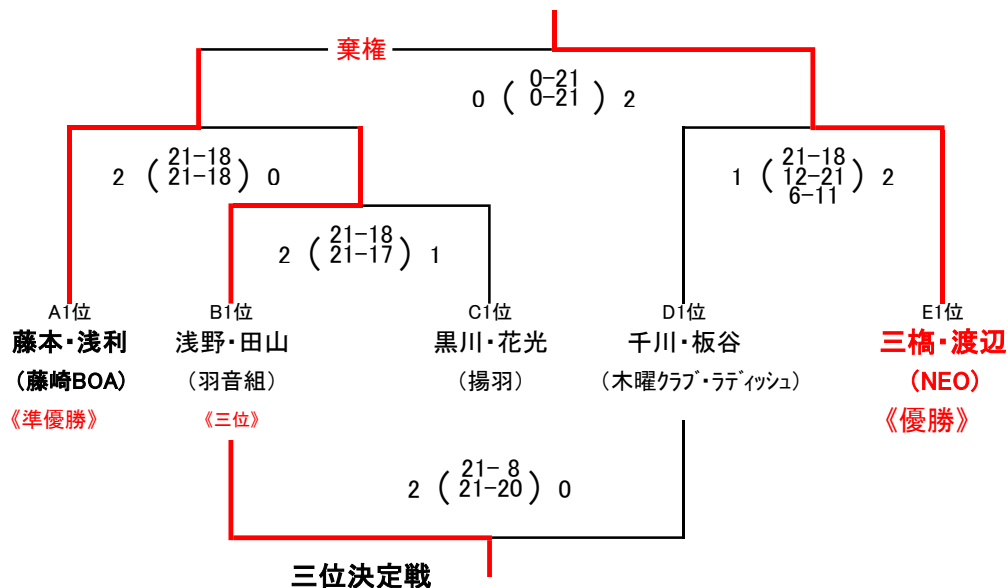 棄権
0 ( 0-21 0-21 ) 2
2 ( 21-18 21-18 ) 0
1 ( 21-18 12-21 6-11 ) 2
2 ( 21-18 21-17 ) 1
A1位 B1位 C1位 D1位 E1位
藤本・浅利 浅野・田山 黒川・花光 千川・板谷 三槗・渡辺
(藤崎BOA) (羽音組) (揚羽) (木曜クラブ・ラディッシュ) (NEO)
《準優勝》 《三位》 《優勝》
2 ( 21- 8 21-20 ) 0
三位決定戦